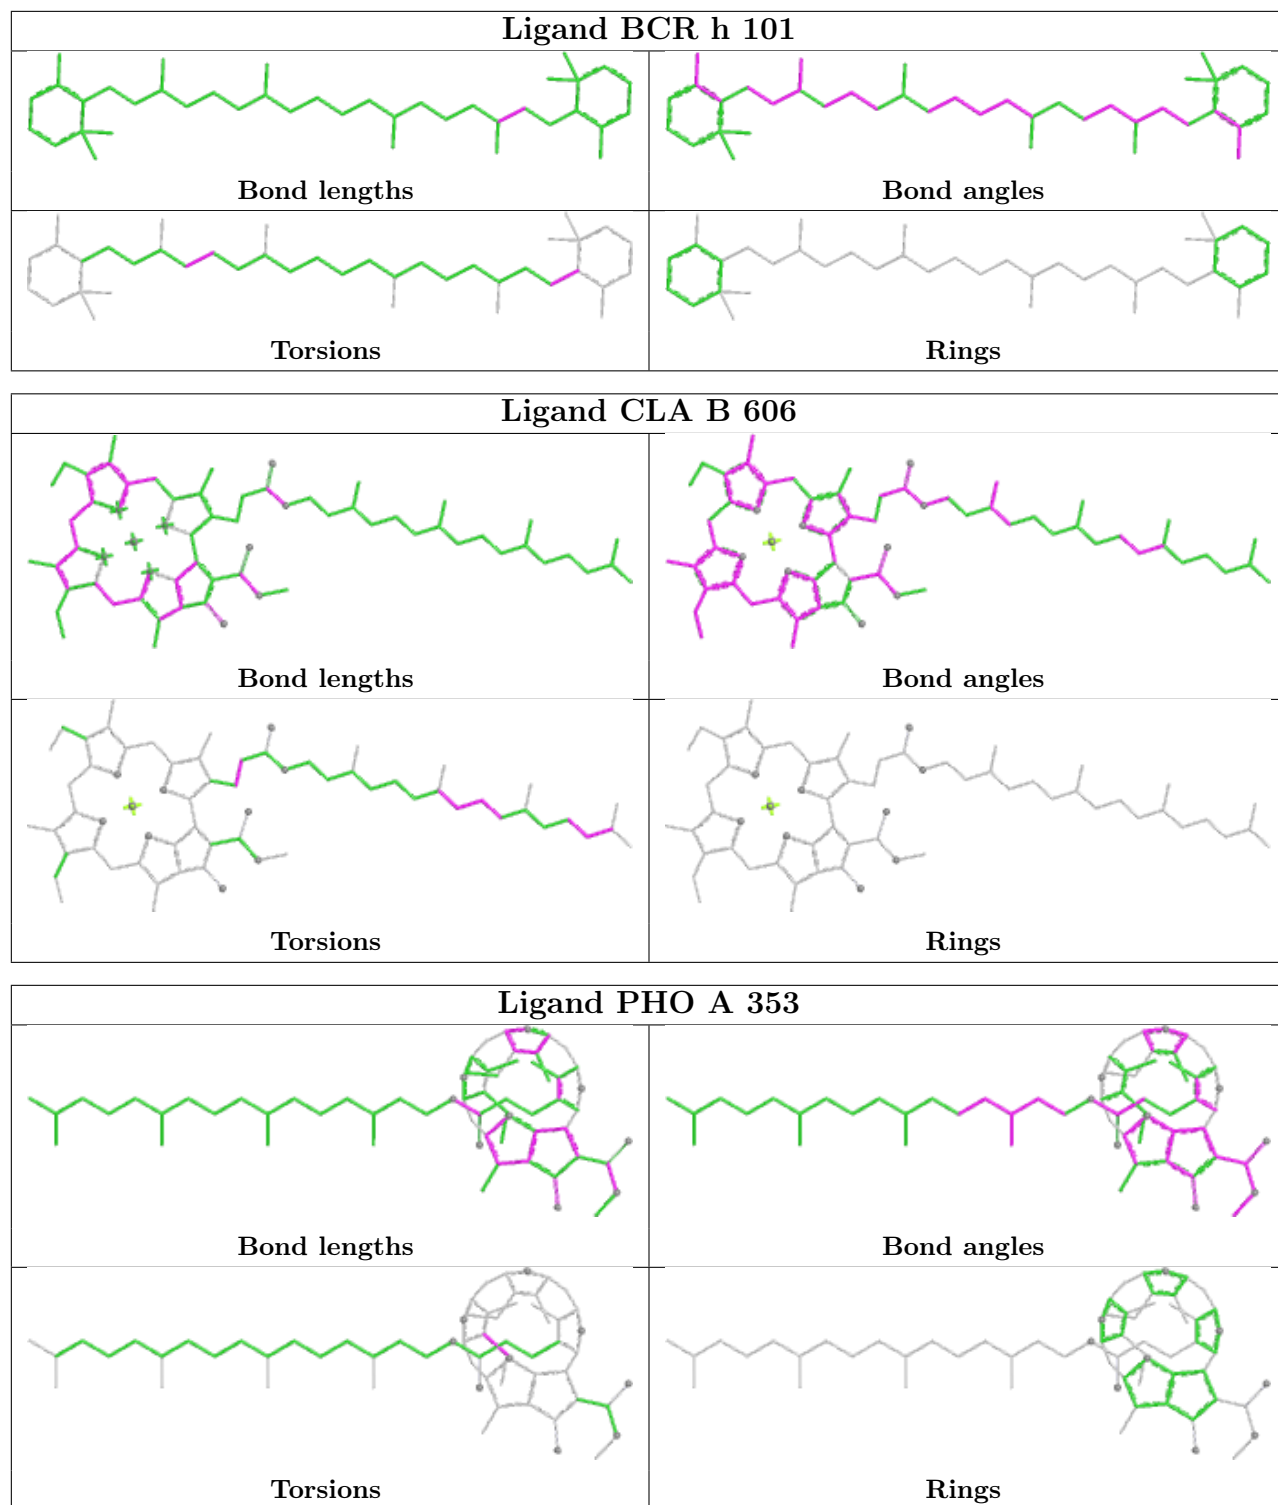 Ligand BCR h 101
Bond lengths
Bond angles
Torsions
Rings
Ligand CLA B 606
Bond lengths
Bond angles
Torsions
Rings
Ligand PHO A 353
Bond lengths
Bond angles
Torsions
Rings